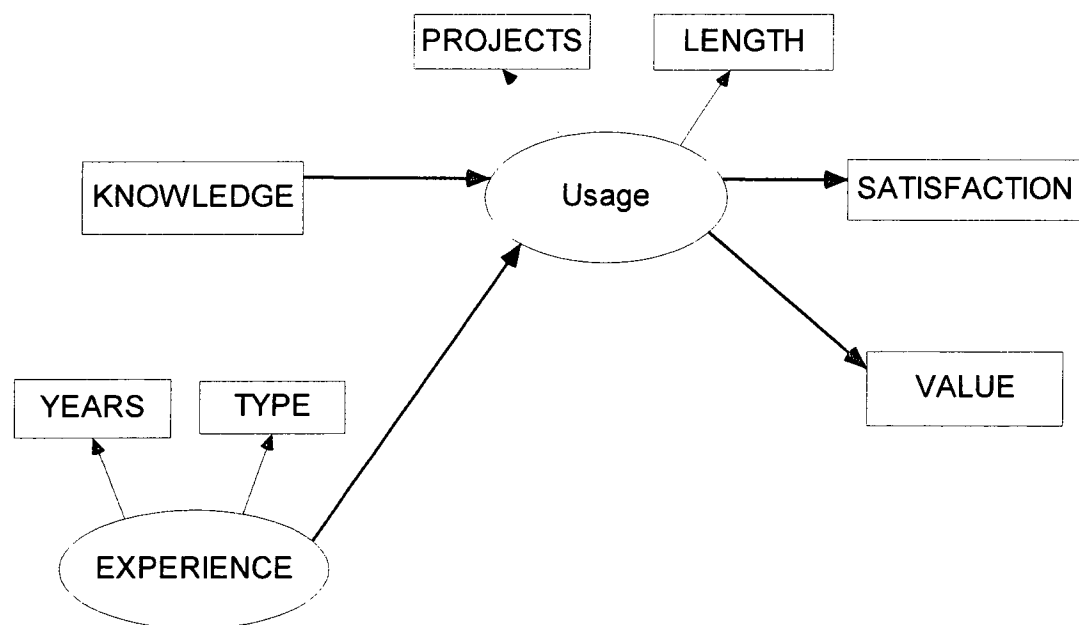 PROJECTS
LENGTH
KNOWLEDGE
Usage
SATISFACTION
VALUE
YEARS
TYPE
EXPERIENCE